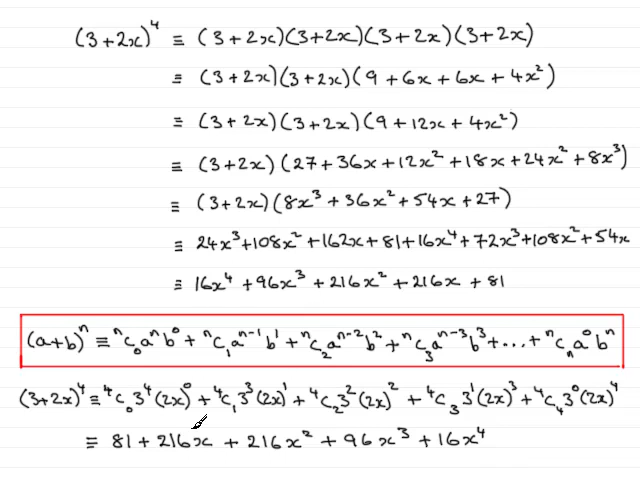 (3+2x)⁴ ≡ (3+2x)(3+2x)(3+2x)(3+2x)
≡ (3+2x)(3+2x)(9+6x+6x+4x²)
≡ (3+2x)(3+2x)(9+12x+4x²)
≡ (3+2x)(27+36x+12x²+18x+24x²+8x³)
≡ (3+2x)(8x³+36x²+54x+27)
≡ 24x³+108x²+162x+81+16x⁴+72x³+108x²+54x
≡ 16x⁴+96x³+216x²+216x+81
(a+b)ⁿ ≡ ⁿC₀aⁿb⁰ + ⁿC₁aⁿ⁻¹b¹ + ⁿC₂aⁿ⁻²b² + ⁿC₃aⁿ⁻³b³ + ... + ⁿCₙa⁰bⁿ
(3+2x)⁴ ≡ ⁴C₀3⁴(2x)⁰ + ⁴C₁3³(2x)¹ + ⁴C₂3²(2x)² + ⁴C₃3¹(2x)³ + ⁴C₄3⁰(2x)⁴
≡ 81+216x+216x²+96x³+16x⁴